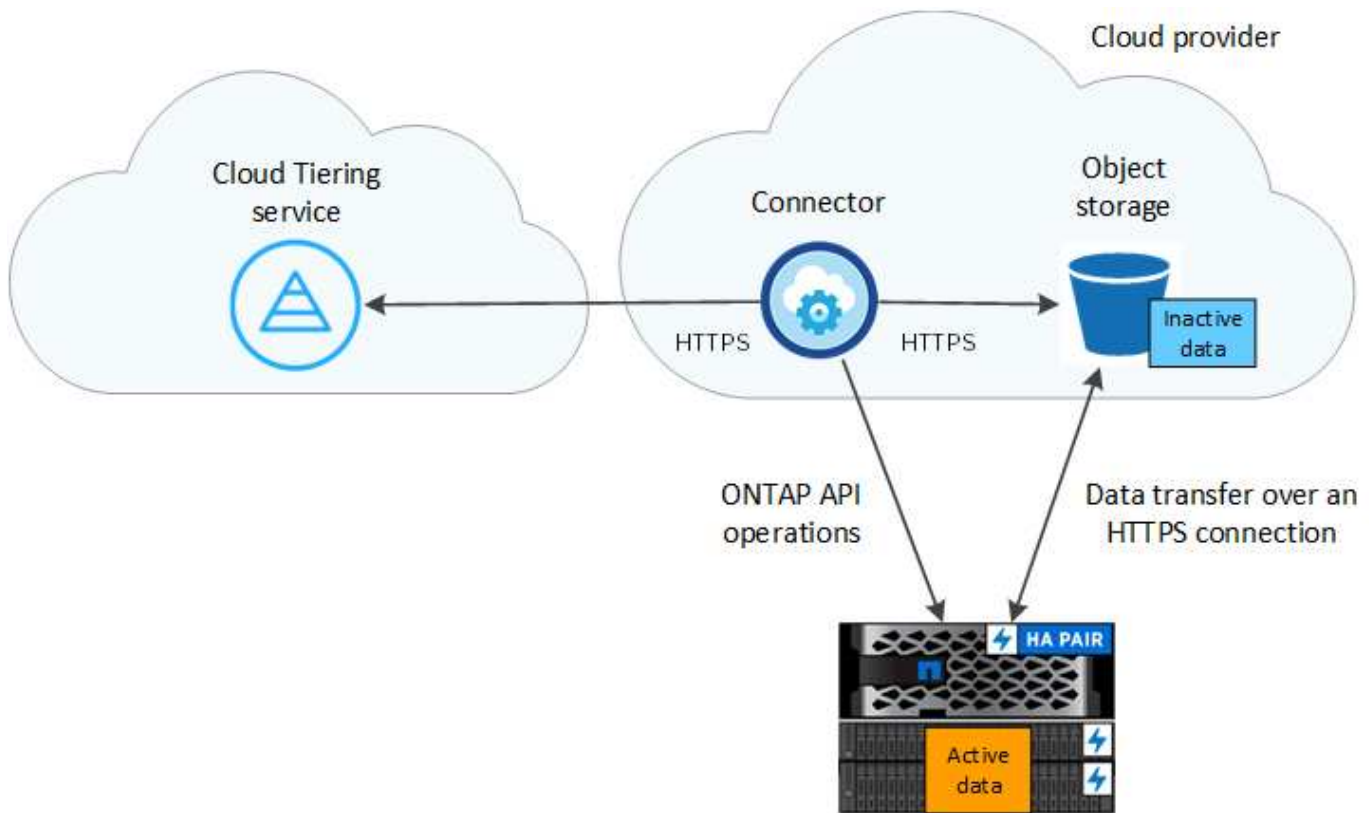 Cloud provider
Cloud Tiering
service
Connector
Object
storage
Inactive
data
HTTPS
HTTPS
ONTAP API
operations
Data transfer over an
HTTPS connection
HA PAIR
Active
data